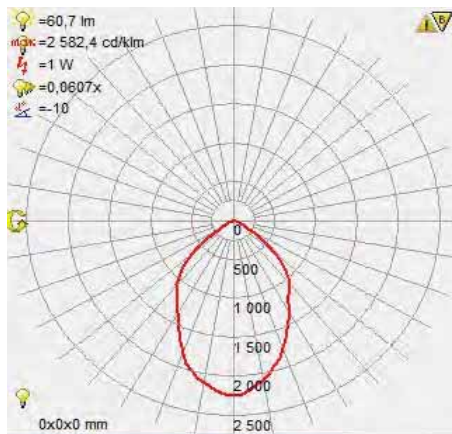 =60,7 lm
max =2 582,4 cd/klm
=1 W
=0,0607x
=-10
G
0
500
1 000
1 500
2 000
2 500
0x0x0 mm